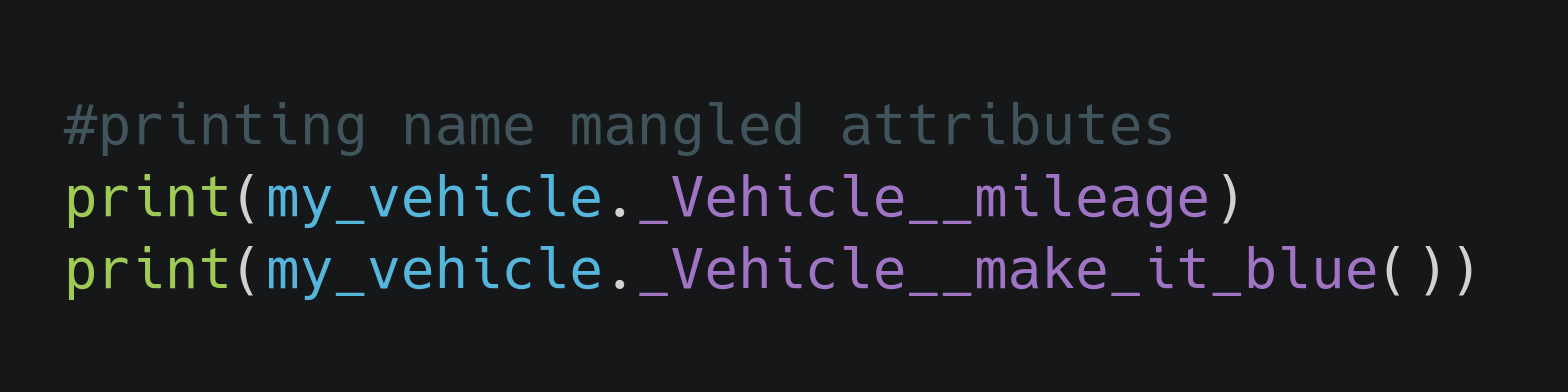 #printing name mangled attributes
print(my_vehicle._Vehicle__mileage)
print(my_vehicle._Vehicle__make_it_blue())